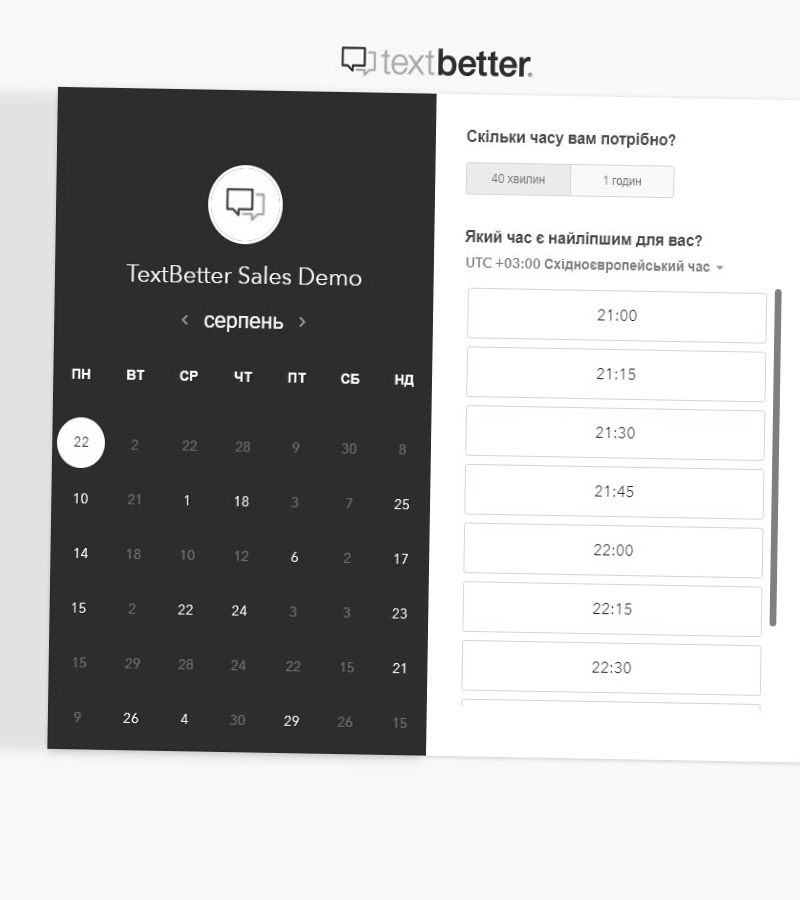 textbetter.
TextBetter Sales Demo
серпень
ПН ВТ СР ЧТ ПТ СБ НД
22 2 22 28 9 30 8
10 21 1 18 3 7 25
14 18 10 12 6 2 17
15 2 22 24 3 3 23
15 29 28 24 22 15 21
9 26 4 30 29 26 15
Скільки часу вам потрібно?
40 хвилин 1 годин
Який час є найліпшим для вас?
UTC +03:00 Східноєвропейський час
21:00
21:15
21:30
21:45
22:00
22:15
22:30